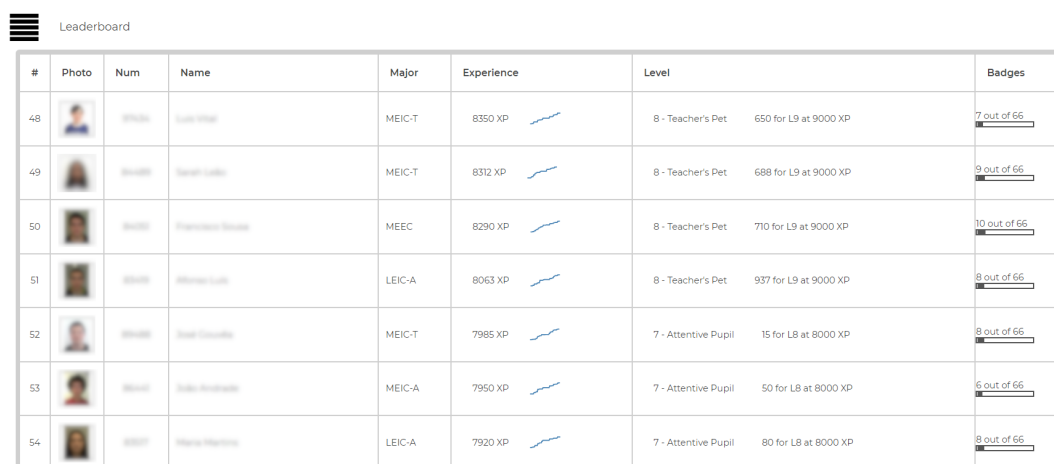 Leaderboard
# Photo Num Name Major Experience Level Badges
48 MEIC-T 8350 XP 8 - Teacher's Pet 650 for L9 at 9000 XP 7 out of 66
49 MEIC-T 8312 XP 8 - Teacher's Pet 688 for L9 at 9000 XP 9 out of 66
50 MEEC 8290 XP 8 - Teacher's Pet 710 for L9 at 9000 XP 10 out of 66
51 LEIC-A 8063 XP 8 - Teacher's Pet 937 for L9 at 9000 XP 8 out of 66
52 MEIC-T 7985 XP 7 - Attentive Pupil 15 for L8 at 8000 XP 8 out of 66
53 MEIC-A 7950 XP 7 - Attentive Pupil 50 for L8 at 8000 XP 6 out of 66
54 LEIC-A 7920 XP 7 - Attentive Pupil 80 for L8 at 8000 XP 8 out of 66